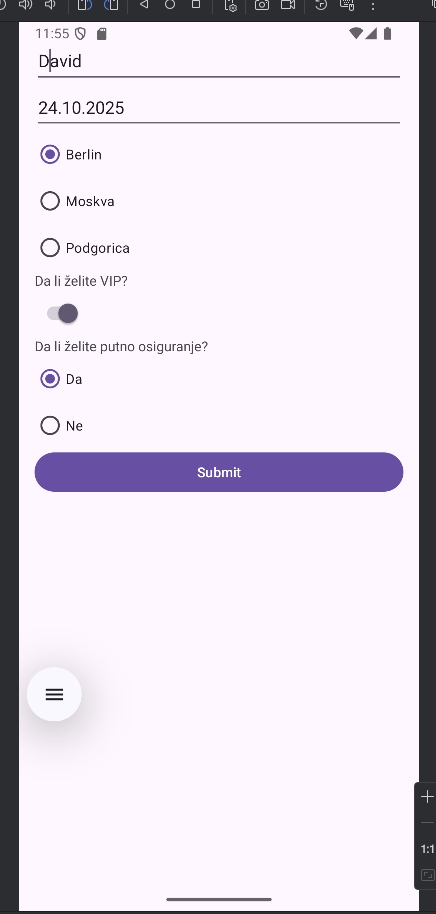 11:55
David
24.10.2025
Berlin
Moskva
Podgorica
Da li želite VIP?
Da li želite putno osiguranje?
Da
Ne
Submit
1:1